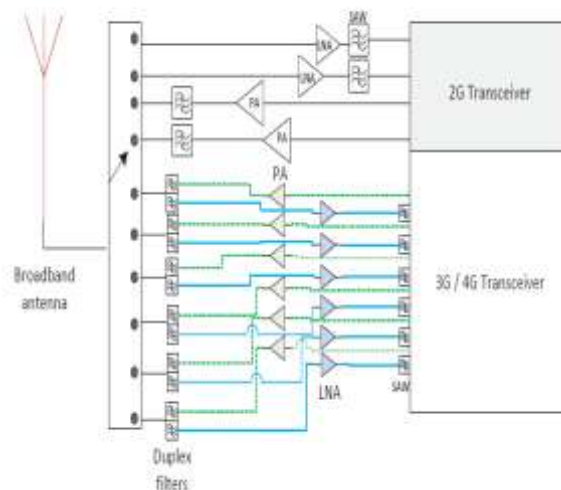 SAW
LNA
LNA
PA
PA
2G Transceiver
PA
3G / 4G Transceiver
Broadband
antenna
LNA
SAW
Duplex
filters